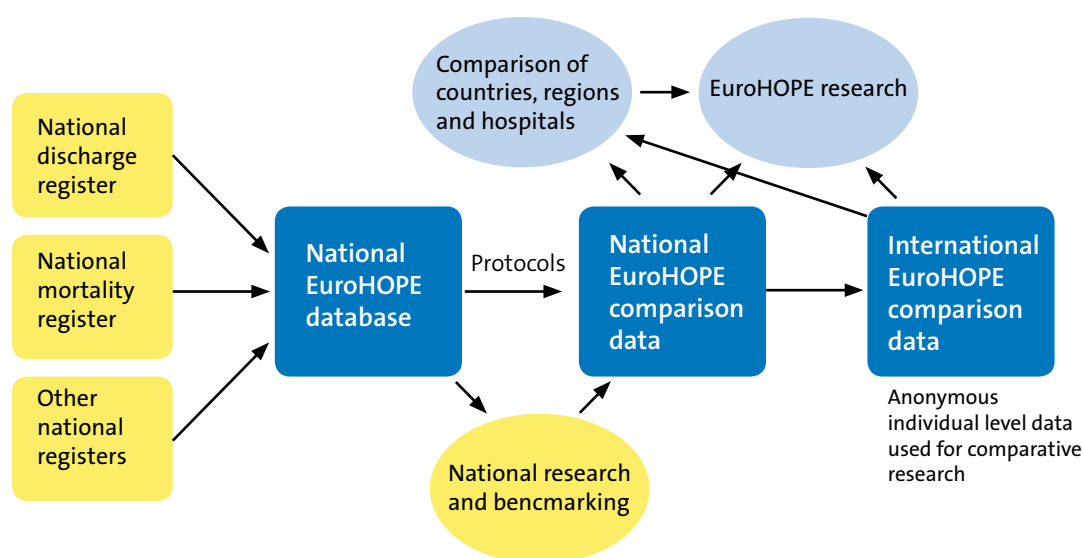 Comparison of
countries, regions
and hospitals
EuroHOPE research
National
discharge
register
National
mortality
register
Other
national
registers
National
EuroHOPE
database
Protocols
National
EuroHOPE
comparison
data
International
EuroHOPE
comparison
data
Anonymous
individual level data
used for comparative
research
National research
and bencmarking